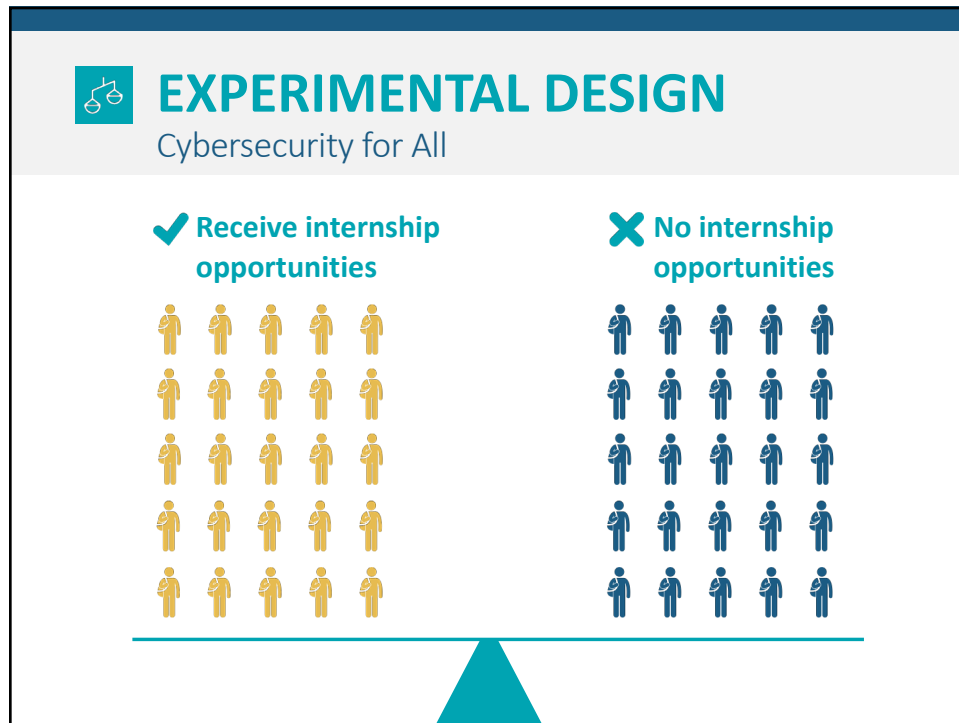 EXPERIMENTAL DESIGN
Cybersecurity for All
Receive internship
opportunities
No internship
opportunities